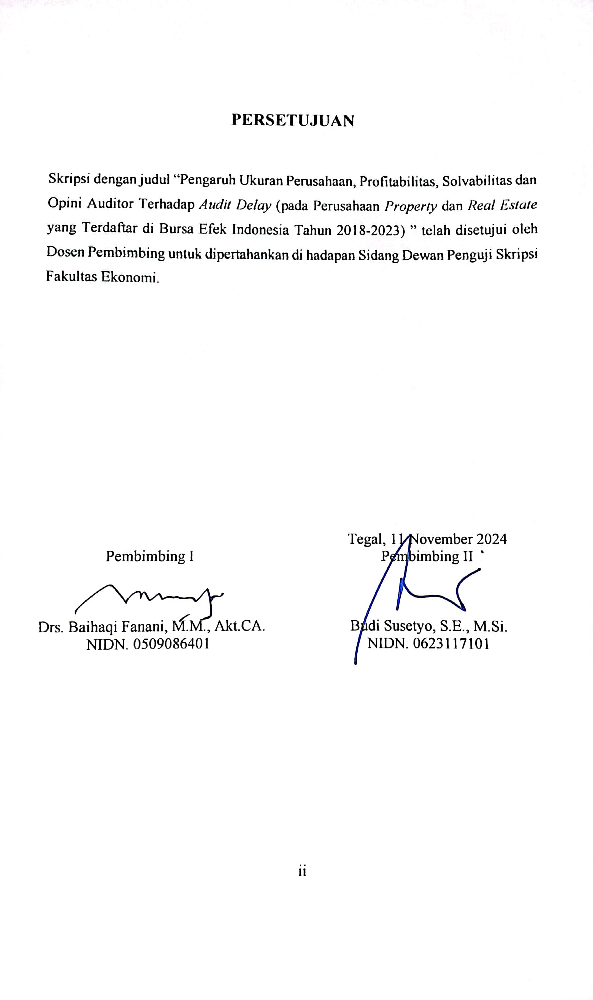 PERSETUJUAN
Skripsi dengan judul “Pengaruh Ukuran Perusahaan, Profitabilitas, Solvabilitas dan
Opini Auditor Terhadap Audit Delay (pada Perusahaan Property dan Real Estate
yang Terdaftar di Bursa Efek Indonesia Tahun 2018-2023) ” telah disetujui oleh
Dosen Pembimbing untuk dipertahankan di hadapan Sidang Dewan Penguji Skripsi
Fakultas Ekonomi.
Tegal, 11 November 2024
Pembimbing I
Pembimbing II
Drs. Baihaqi Fanani, M.M., Akt.CA.
NIDN. 0509086401
Budi Susetyo, S.E., M.Si.
NIDN. 0623117101
ii